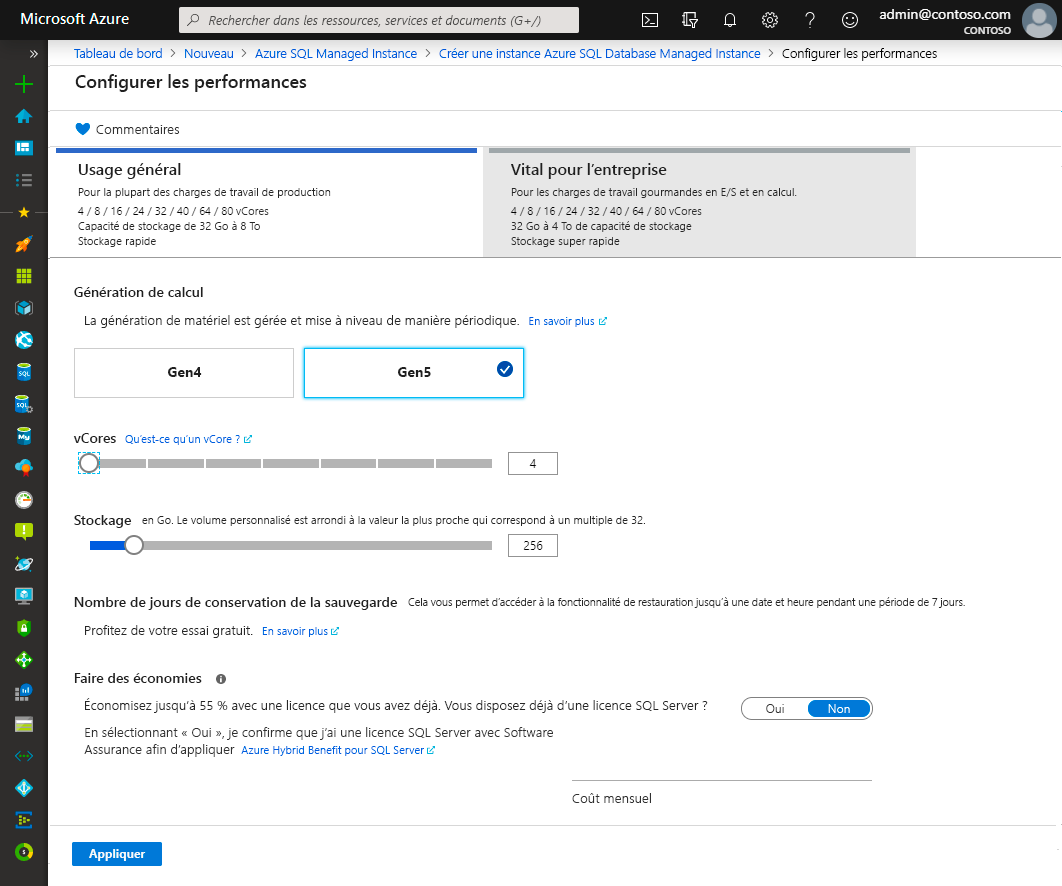 Microsoft Azure
Rechercher dans les ressources, services et documents (G+/)
admin@contoso.com
CONTOSO
Tableau de bord > Nouveau > Azure SQL Managed Instance > Créer une instance Azure SQL Database Managed Instance > Configurer les performances
Configurer les performances
Commentaires
Usage général
Pour la plupart des charges de travail de production
4 / 8 / 16 / 24 / 32 / 40 / 64 / 80 vCores
Capacité de stockage de 32 Go à 8 To
Stockage rapide
Vital pour l'entreprise
Pour les charges de travail gourmandes en E/S et en calcul.
4 / 8 / 16 / 24 / 32 / 40 / 64 / 80 vCores
32 Go à 4 To de capacité de stockage
Stockage super rapide
Génération de calcul
La génération de matériel est gérée et mise à niveau de manière périodique. En savoir plus
Gen4
Gen5
vCores Qu'est-ce qu'un vCore ?
4
Stockage en Go. Le volume personnalisé est arrondi à la valeur la plus proche qui correspond à un multiple de 32.
256
Nombre de jours de conservation de la sauvegarde Cela vous permet d'accéder à la fonctionnalité de restauration jusqu'à une date et heure pendant une période de 7 jours.
Profitez de votre essai gratuit. En savoir plus
Faire des économies
Économisez jusqu'à 55 % avec une licence que vous avez déjà. Vous disposez déjà d'une licence SQL Server ?
Oui Non
En sélectionnant « Oui », je confirme que j'ai une licence SQL Server avec Software
Assurance afin d'appliquer Azure Hybrid Benefit pour SQL Server
Coût mensuel
Appliquer